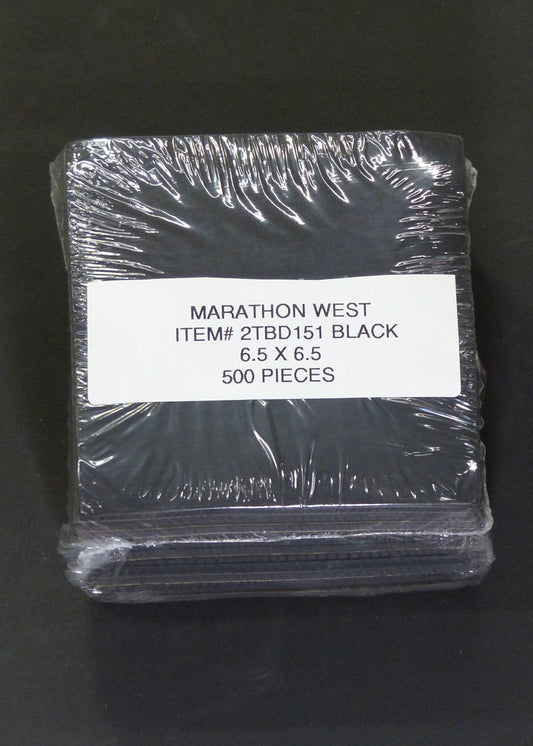 MARATHON WEST
ITEM# 2TBD151 BLACK
6.5 X 6.5
500 PIECES